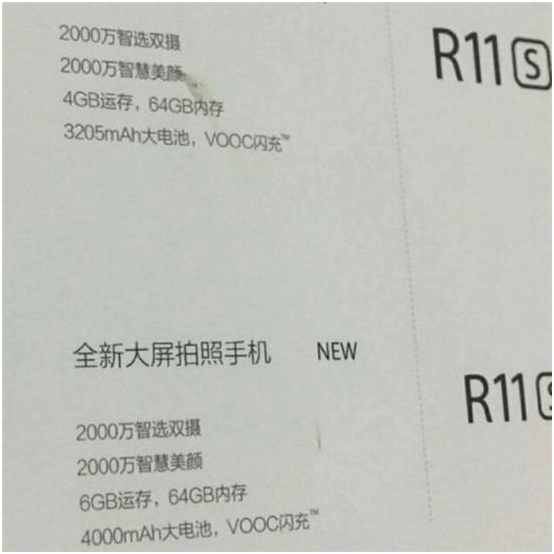 2000万智选双摄
2000万智慧美颜
4GB运存，64GB内存
3205mAh大电池，VOOC闪充™
R11s
全新大屏拍照手机 NEW
2000万智选双摄
2000万智慧美颜
6GB运存，64GB内存
4000mAh大电池，VOOC闪充™
R11s